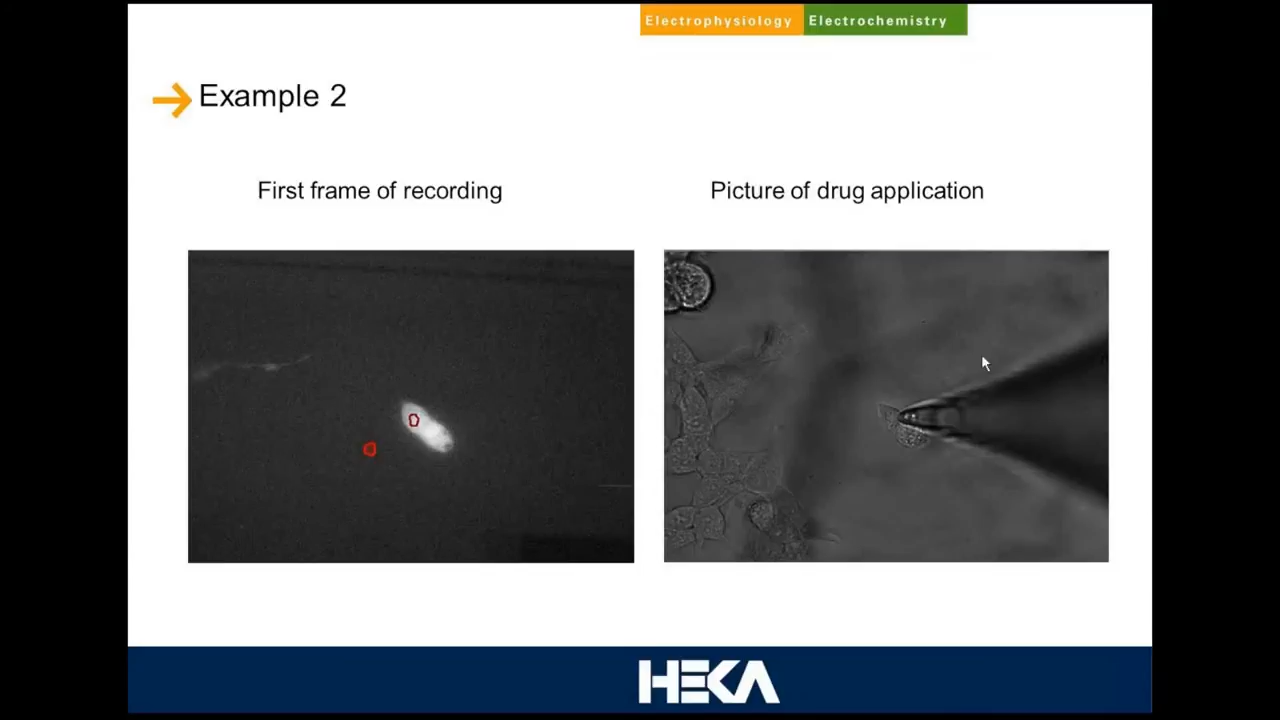 Electrophysiology Electrochemistry
Example 2
First frame of recording
Picture of drug application
HEKA